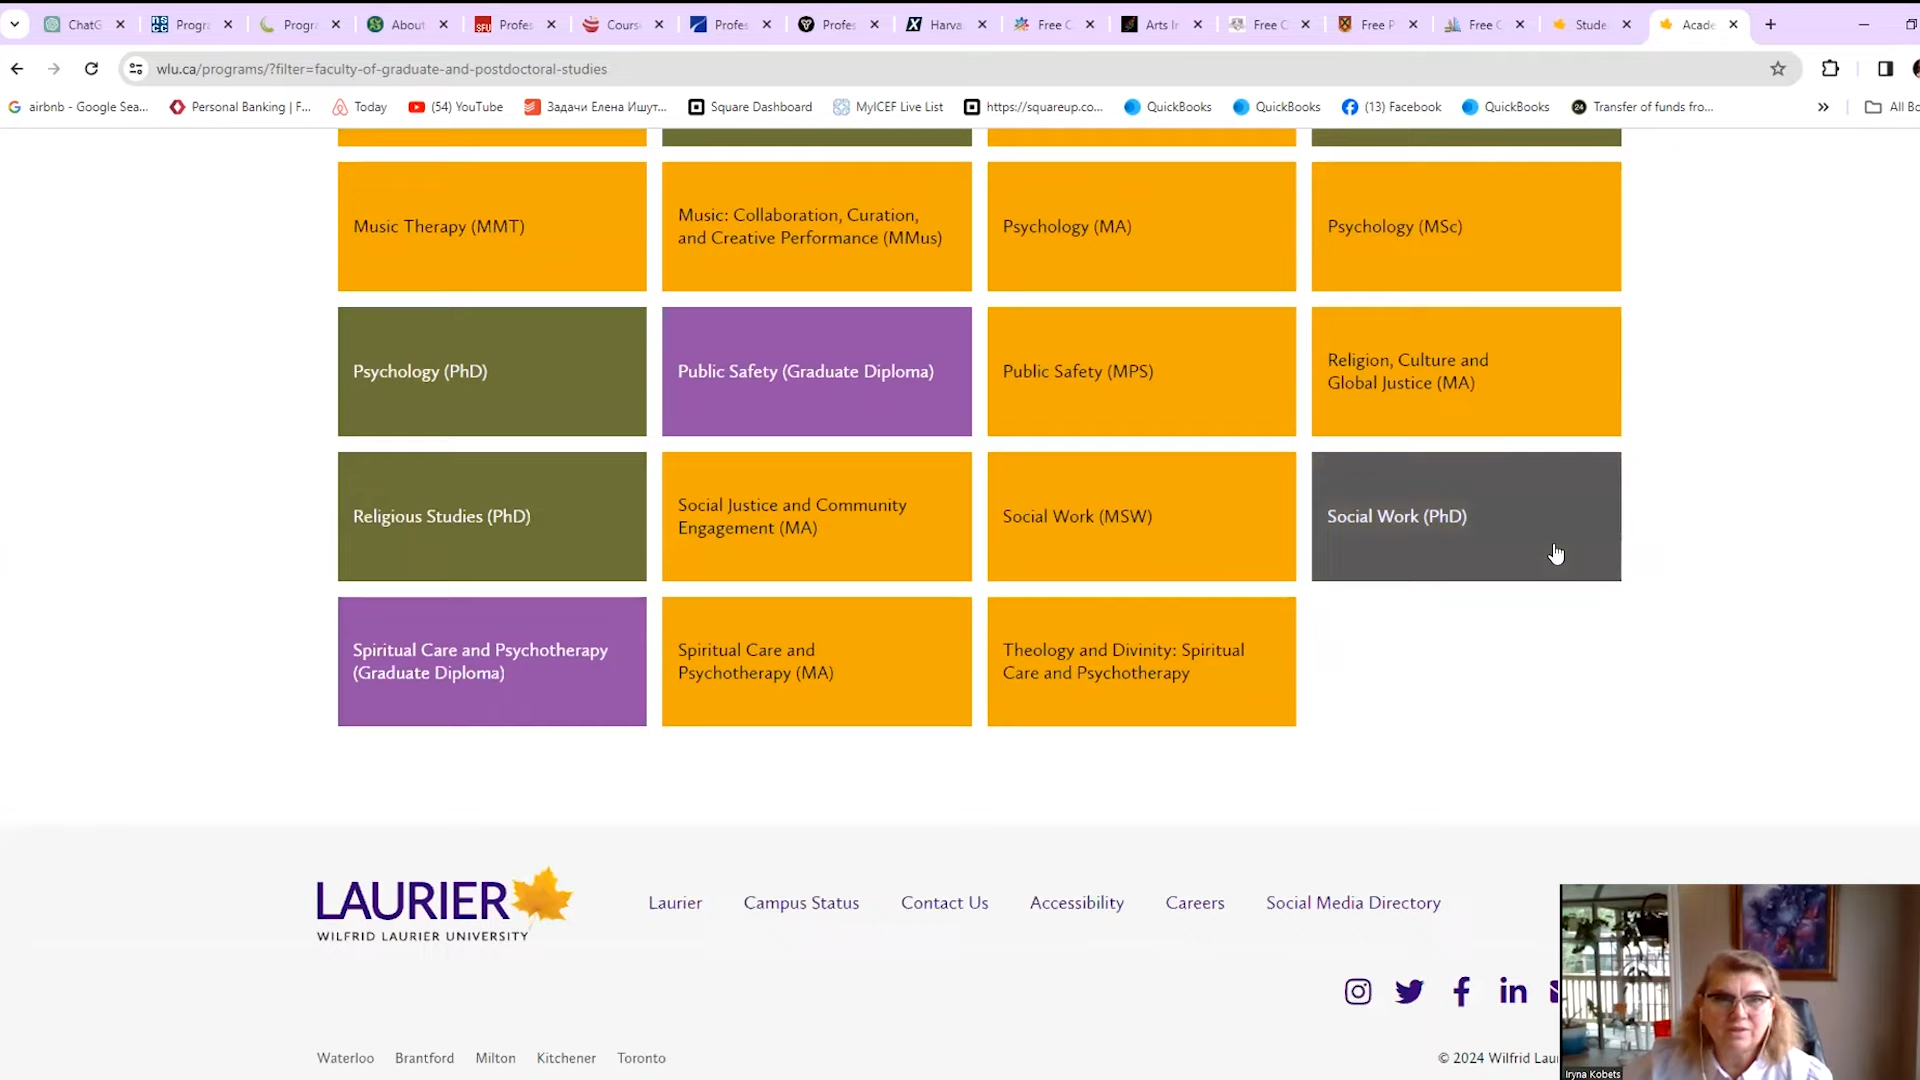 ChatG
Progra
Progr
About
Profes
Cours
Profes
Profes
Harva
Free C
Arts Ir
Free C
Free P
Free C
Stude
Acade
wlu.ca/programs/?filter=faculty-of-graduate-and-postdoctoral-studies
airbnb - Google Sea...
Personal Banking | F...
Today
(54) YouTube
Задачи Елена Ишут...
Square Dashboard
MyICEF Live List
https://squareup.co...
QuickBooks
QuickBooks
(13) Facebook
QuickBooks
Transfer of funds fro...
All Bo
Music Therapy (MMT)
Music: Collaboration, Curation,
and Creative Performance (MMus)
Psychology (MA)
Psychology (MSc)
Psychology (PhD)
Public Safety (Graduate Diploma)
Public Safety (MPS)
Religion, Culture and
Global Justice (MA)
Religious Studies (PhD)
Social Justice and Community
Engagement (MA)
Social Work (MSW)
Social Work (PhD)
Spiritual Care and Psychotherapy
(Graduate Diploma)
Spiritual Care and
Psychotherapy (MA)
Theology and Divinity: Spiritual
Care and Psychotherapy
LAURIER
WILFRID LAURIER UNIVERSITY
Laurier
Campus Status
Contact Us
Accessibility
Careers
Social Media Directory
Waterloo
Brantford
Milton
Kitchener
Toronto
© 2024 Wilfrid Lau
Iryna Kobets